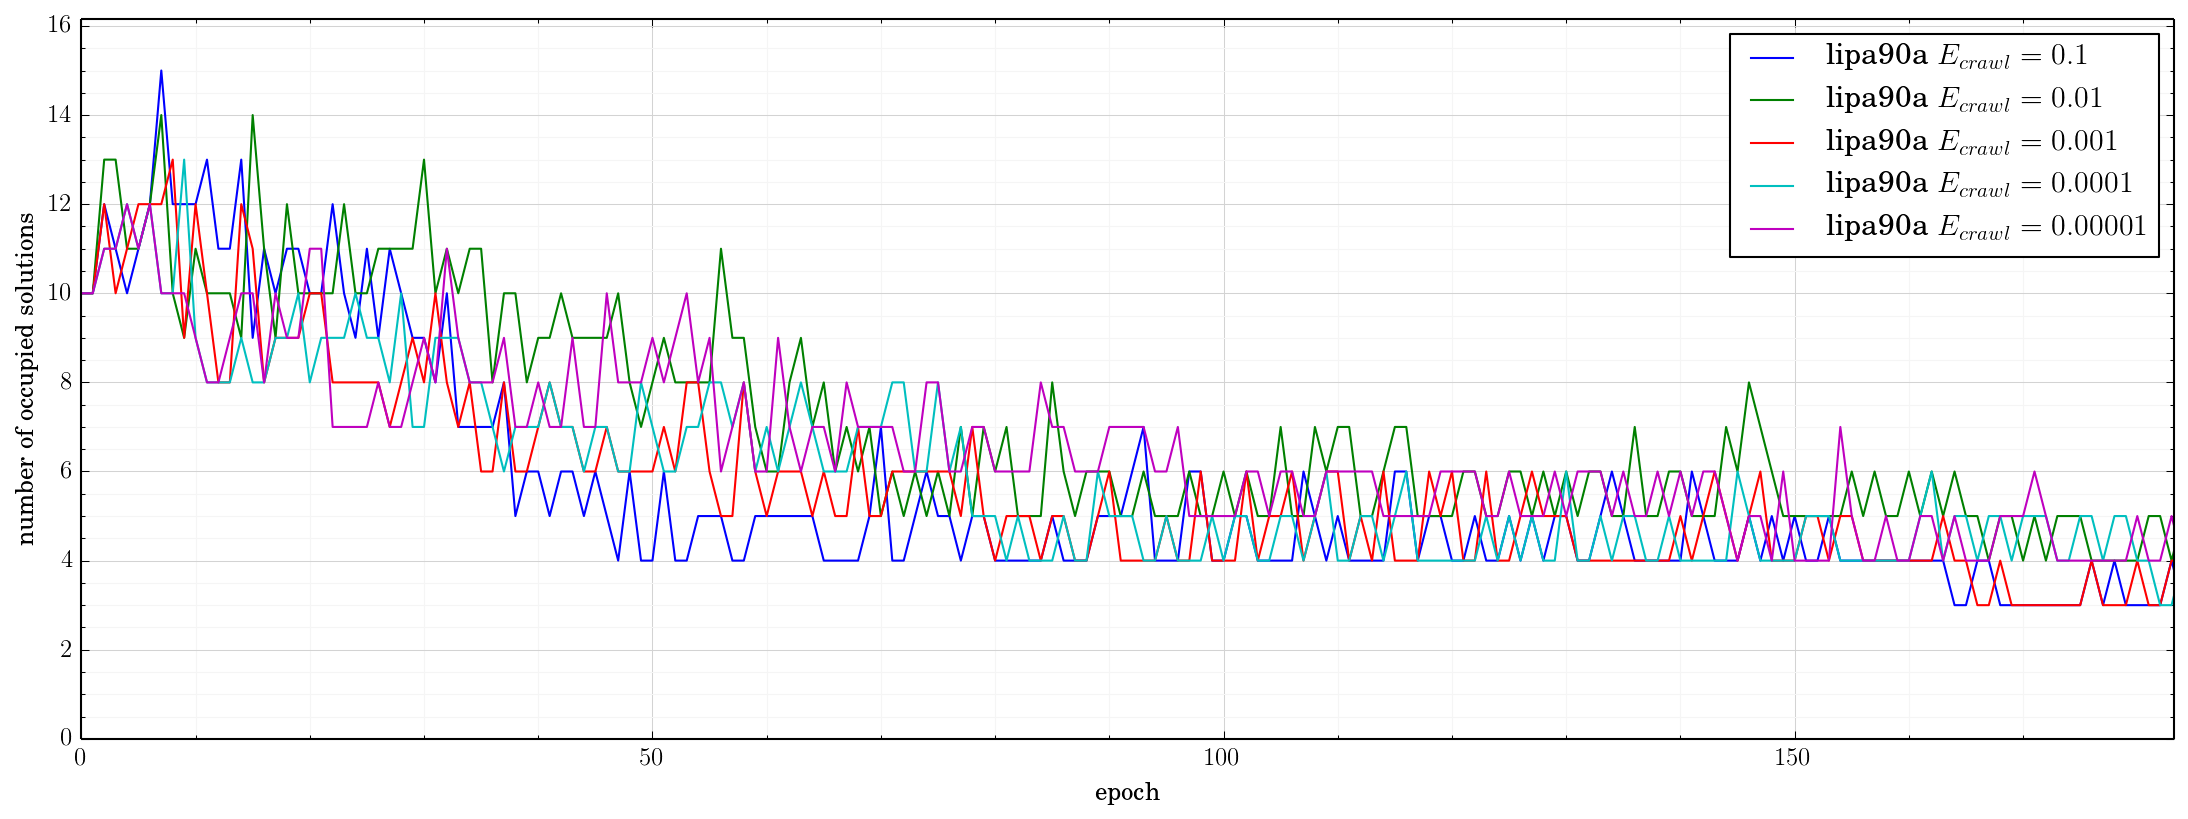 number of occupied solutions
16
14
12
10
8
6
4
2
0
0 50 100 150
epoch
lipa90a E_crawl = 0.1
lipa90a E_crawl = 0.01
lipa90a E_crawl = 0.001
lipa90a E_crawl = 0.0001
lipa90a E_crawl = 0.00001